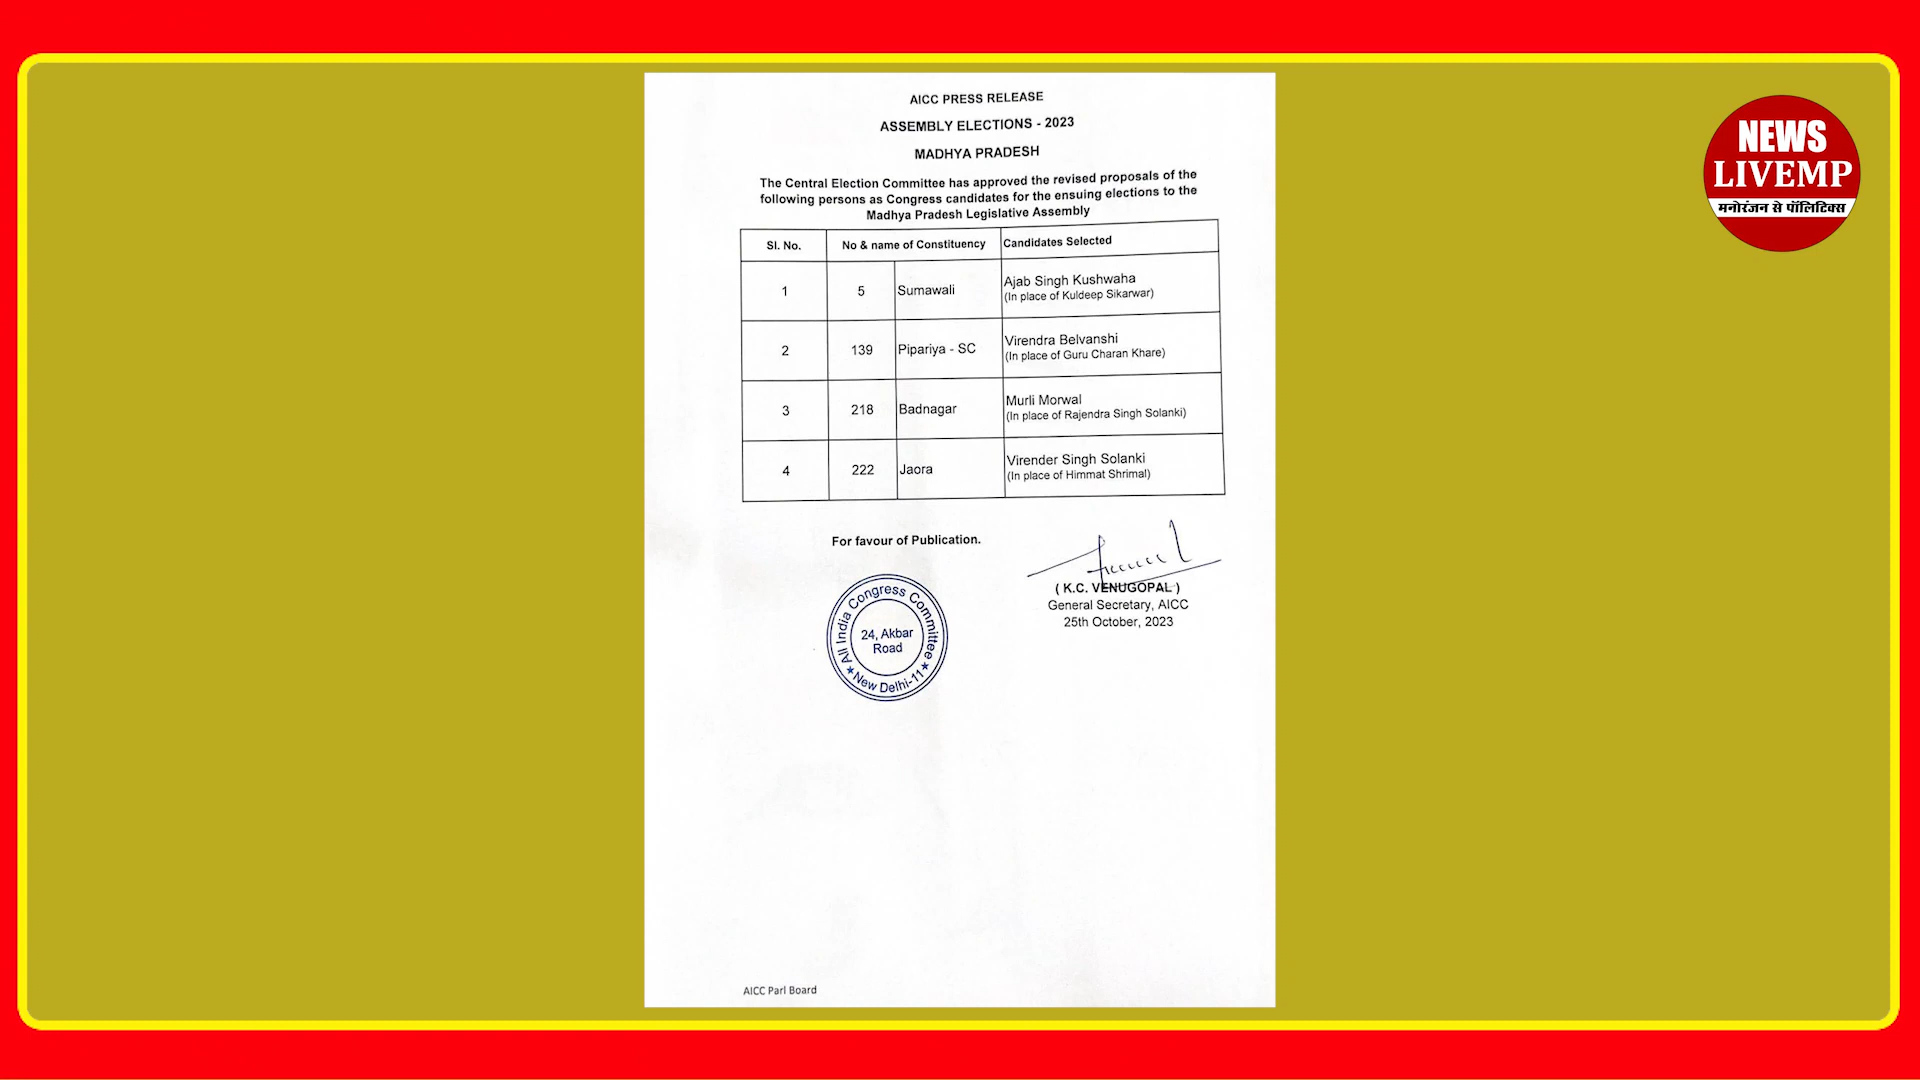 AICC PRESS RELEASE
ASSEMBLY ELECTIONS - 2023
MADHYA PRADESH
The Central Election Committee has approved the revised proposals of the
following persons as Congress candidates for the ensuing elections to the
Madhya Pradesh Legislative Assembly
Sl. No. No & name of Constituency Candidates Selected
1 5 Sumawali Ajab Singh Kushwaha
(In place of Kuldeep Sikarwar)
2 139 Pipariya - SC Virendra Belvanshi
(In place of Guru Charan Khare)
3 218 Badnagar Murli Morwal
(In place of Rajendra Singh Solanki)
4 222 Jaora Virender Singh Solanki
(In place of Himmat Shrimal)
For favour of Publication.
( K.C. VENUGOPAL )
General Secretary, AICC
25th October, 2023
All India Congress Committee
24, Akbar
Road
★ New Delhi-11 ★
AICC Parl Board
NEWS
LIVEMP
मनोरंजन से पॉलिटिक्स